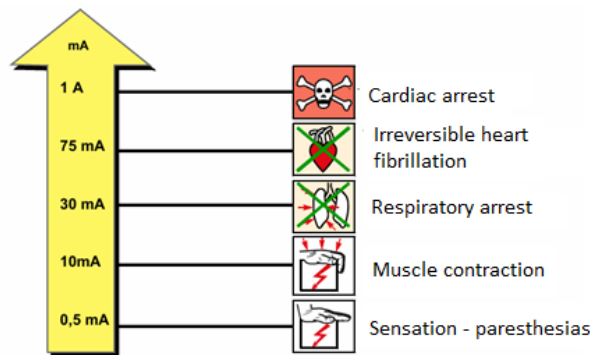 mA
1 A
Cardiac arrest
75 mA
Irreversible heart
fibrillation
30 mA
Respiratory arrest
10mA
Muscle contraction
0,5 mA
Sensation - paresthesias